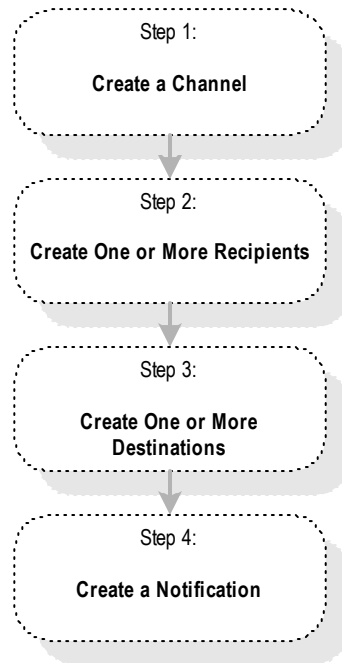 Step 1:
Create a Channel
Step 2:
Create One or More Recipients
Step 3:
Create One or More
Destinations
Step 4:
Create a Notification